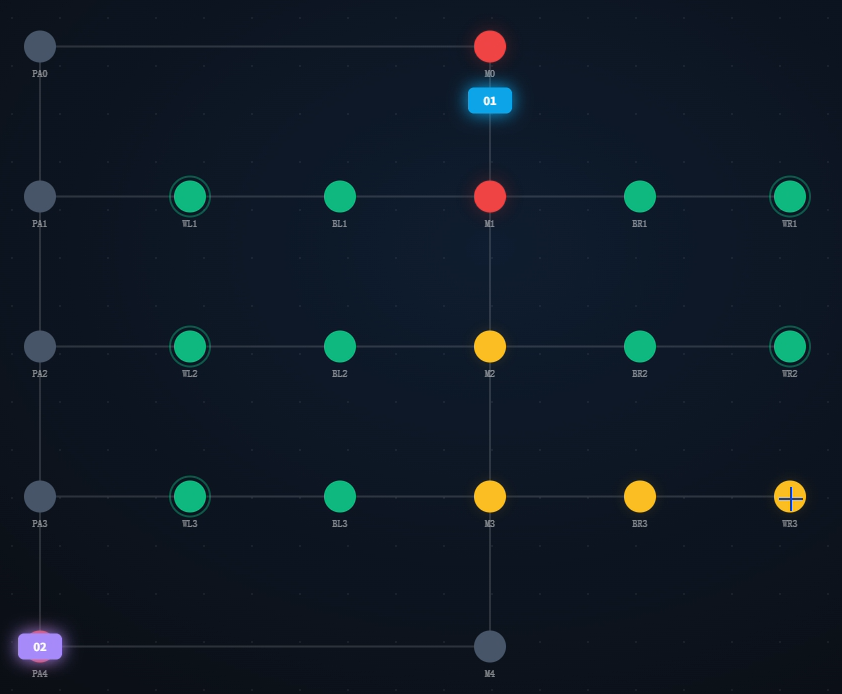 PA0 M0
01
PA1 WL1 BL1 M1 BR1 WR1
PA2 WL2 BL2 M2 BR2 WR2
PA3 WL3 BL3 M3 BR3 WR3
02
PA4 M4